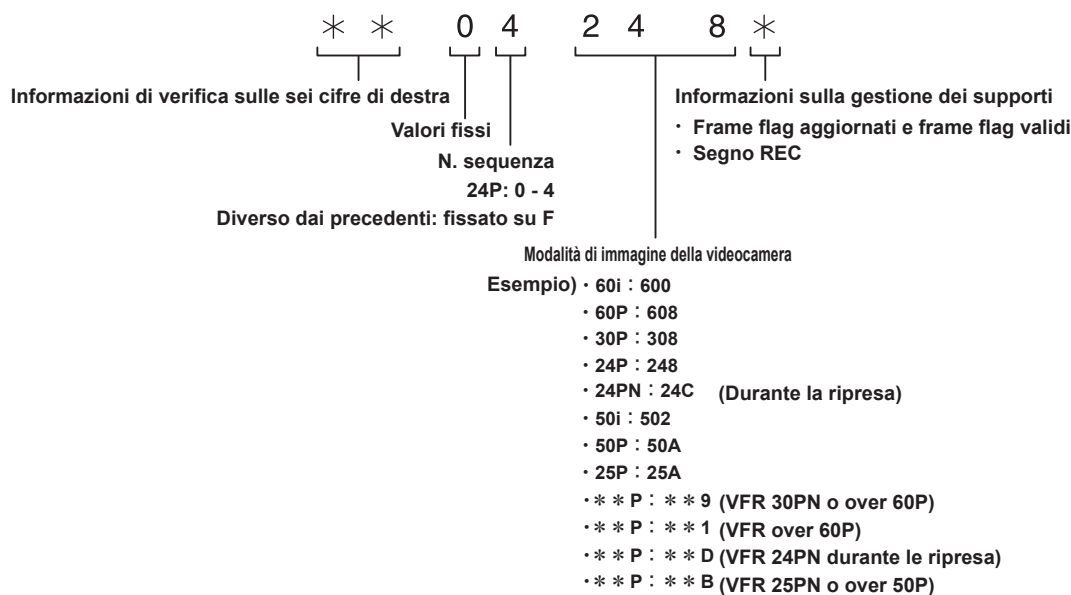 ＊ ＊ 0 4 2 4 8 ＊
Informazioni di verifica sulle sei cifre di destra
Valori fissi
N. sequenza
24P: 0 - 4
Diverso dai precedenti: fissato su F
Informazioni sulla gestione dei supporti
・ Frame flag aggiornati e frame flag validi
・ Segno REC
Modalità di immagine della videocamera
Esempio) ・ 60i : 600
・ 60P : 608
・ 30P : 308
・ 24P : 248
・ 24PN : 24C (Durante la ripresa)
・ 50i : 502
・ 50P : 50A
・ 25P : 25A
・＊＊P : ＊＊9 (VFR 30PN o over 60P)
・＊＊P : ＊＊1 (VFR over 60P)
・＊＊P : ＊＊D (VFR 24PN durante le ripresa)
・＊＊P : ＊＊B (VFR 25PN o over 50P)